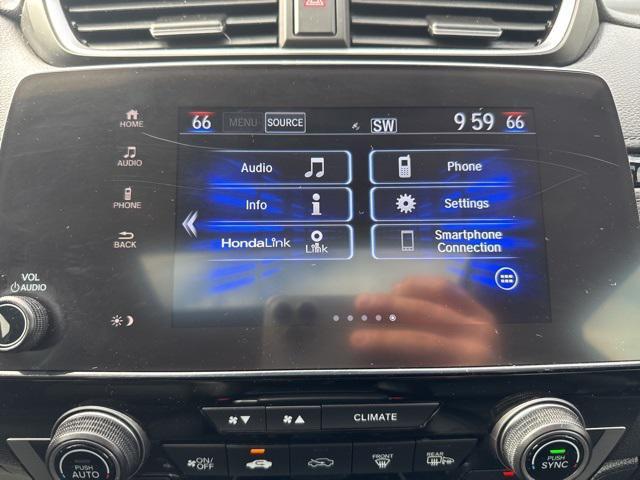 66 MENU SOURCE SW 9 59 66
HOME
AUDIO
PHONE
BACK
VOL
AUDIO
Audio
Phone
Info
Settings
HondaLink Link
Smartphone
Connection
CLIMATE
ON/
OFF
FRONT
REAR
PUSH
AUTO
PUSH
SYNC